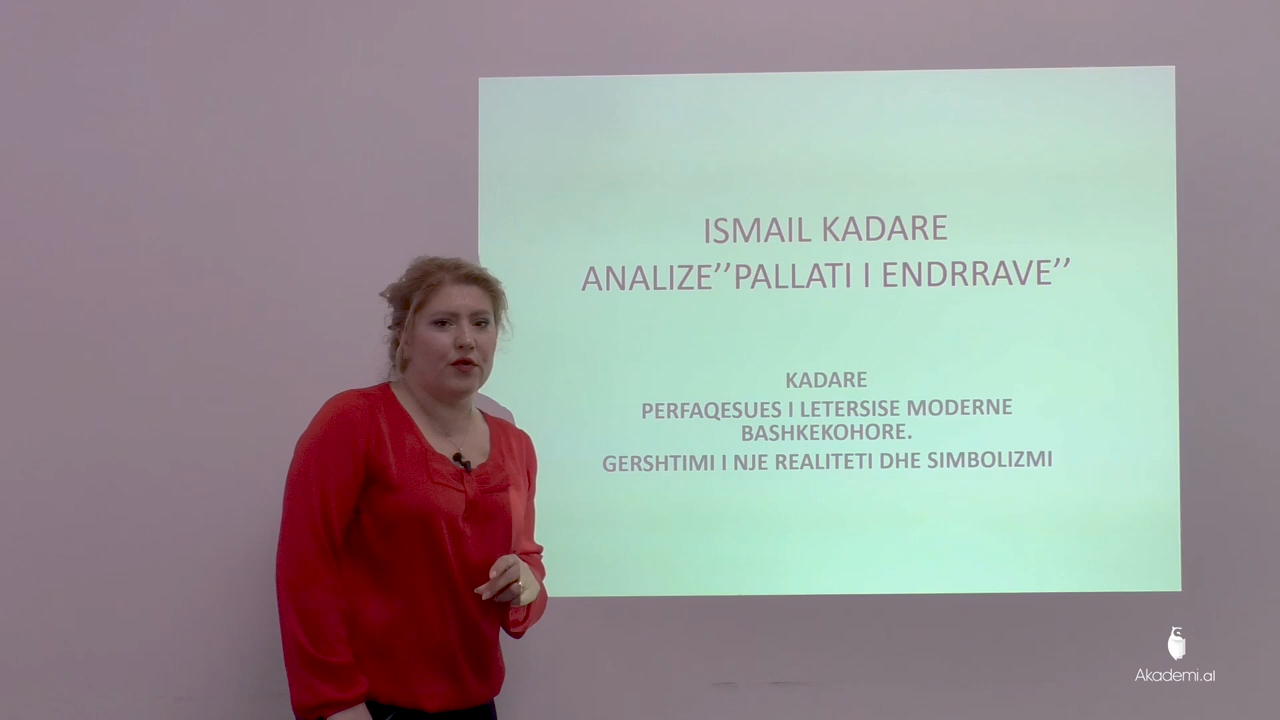 ISMAIL KADARE
ANALIZE’’PALLATI I ENDRRAVE’’
KADARE
PERFAQESUES I LETERSISE MODERNE
BASHKEKOHORE.
GERSHTIMI I NJE REALITETI DHE SIMBOLIZMI
Akademi.al